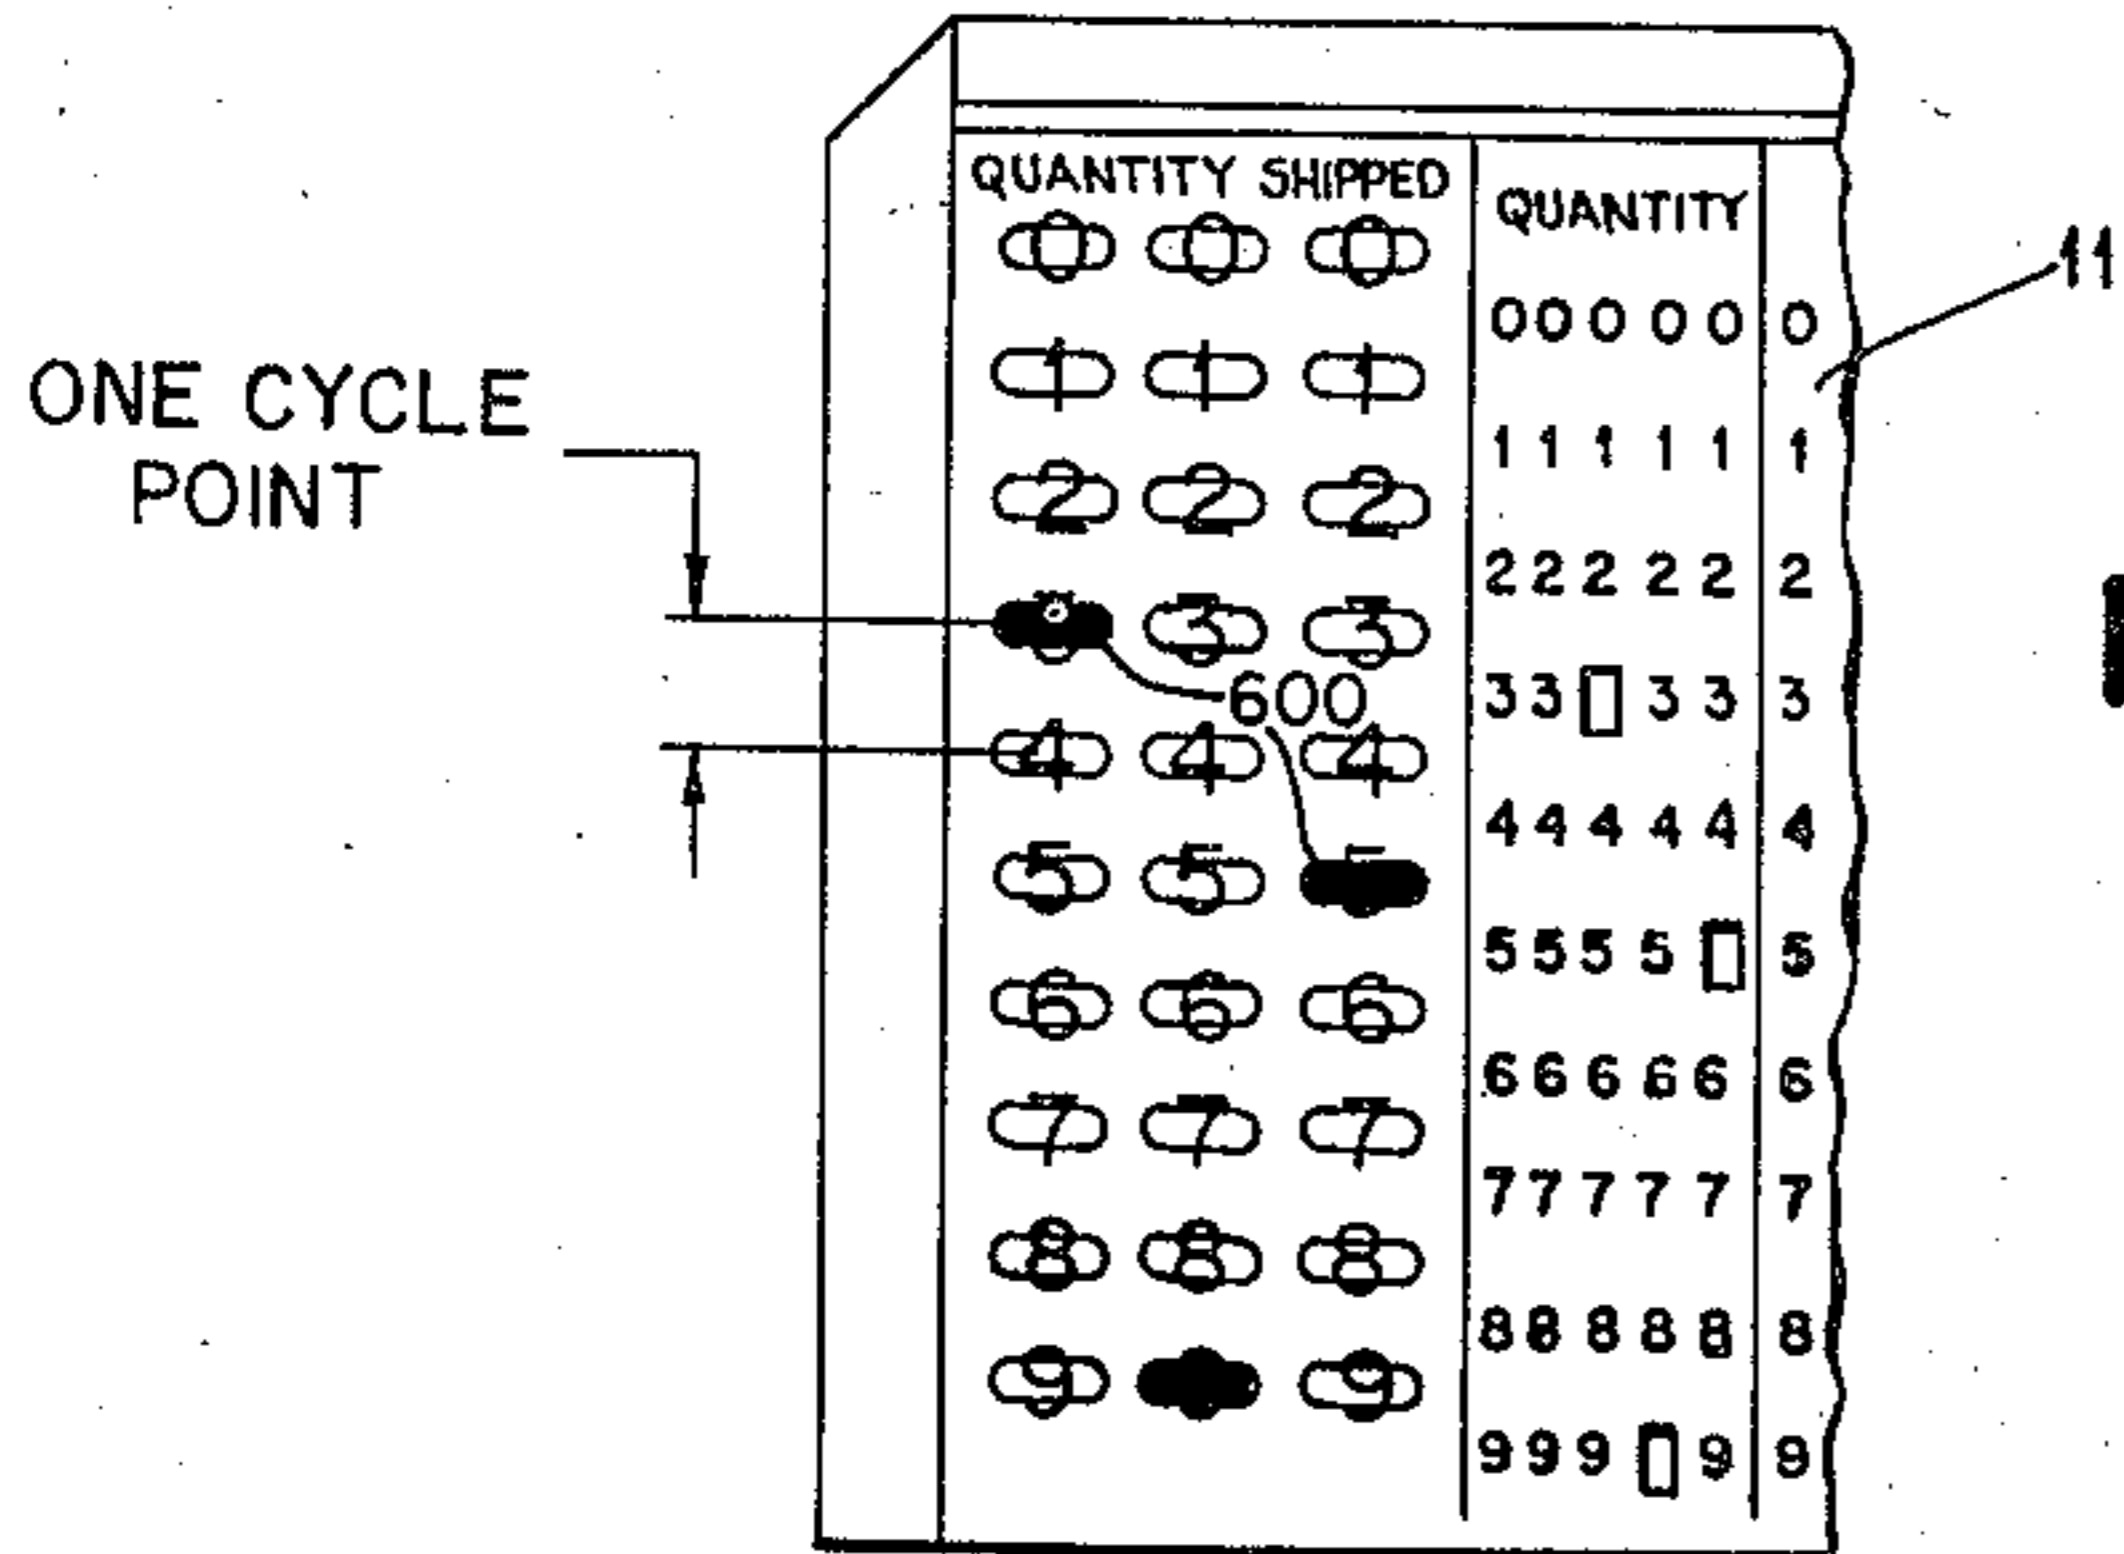 QUANTITY SHIPPED
QUANTITY
11
0 0 0
0 0 0 0 0 0
ONE CYCLE
POINT
1 1 1
1 1 1 1 1 1
2 2 2
2 2 2 2 2 2
3 3
600
3 3 3 3 3
4 4 4
4 4 4 4 4 4
5 5 5
5 5 5 5 5
6 6 6
6 6 6 6 6 6
7 7 7
7 7 7 7 7 7
8 8 8
8 8 8 8 8 8
9 9
9 9 9 9 9